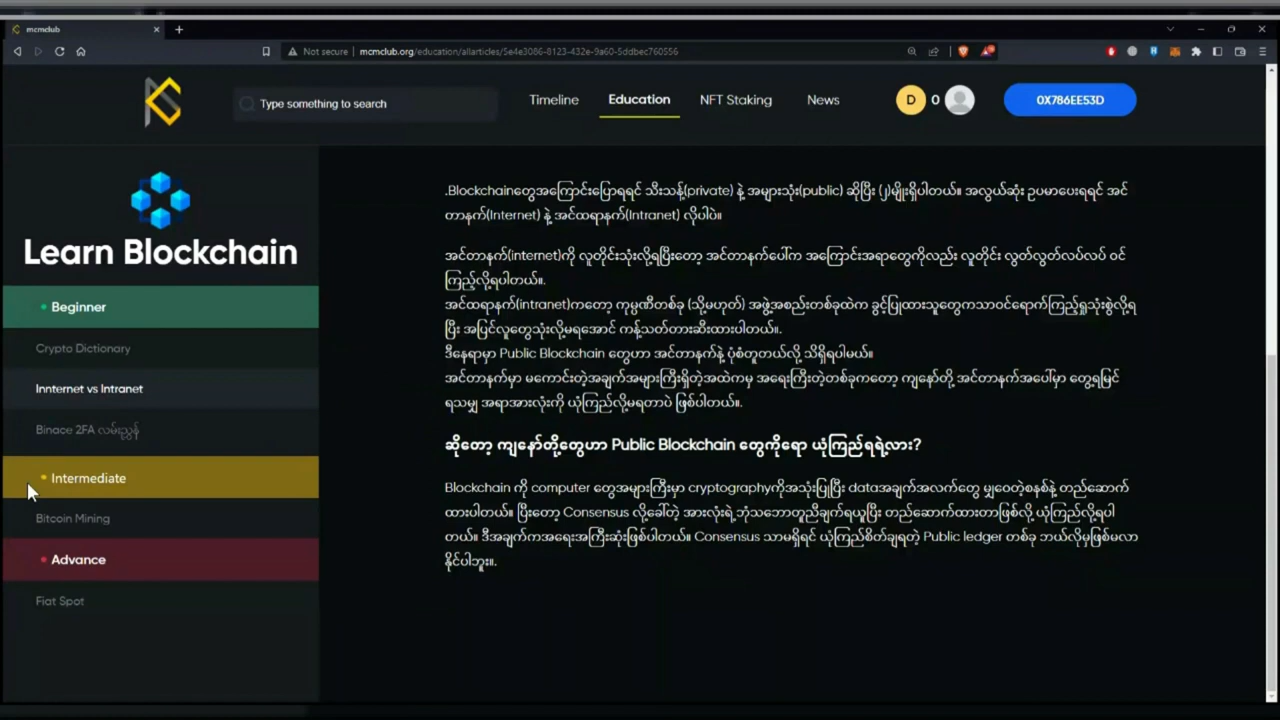 mcmclub
Not secure mcmclub.org/education/allarticles/5e4e3086-8123-432e-9a60-5ddbec760556
Type something to search
Timeline
Education
NFT Staking
News
D 0
0X786EE53D
Learn Blockchain
Beginner
Crypto Dictionary
Innternet vs Intranet
Binace 2FA လမ်းညွှန်
Intermediate
Bitcoin Mining
Advance
Fiat Spot
.Blockchainတွေအကြောင်းပြောရရင် သီးသန့်(private) နဲ့ အများသုံး(public) ဆိုပြီး (၂)မျိုးရှိပါတယ်။ အလွယ်ဆုံး ဥပမာပေးရရင် အင်
တာနက်(Internet) နဲ့ အင်ထရာနက်(Intranet) လိုပါပဲ။
အင်တာနက်(internet)ကို လူတိုင်းသုံးလို့ရပြီးတော့ အင်တာနက်ပေါ်က အကြောင်းအရာတွေကိုလည်း လူတိုင်း လွတ်လွတ်လပ်လပ် ဝင်
ကြည့်လို့ရပါတယ်။.
အင်ထရာနက်(intranet)ကတော့ ကုမ္ပဏီတစ်ခု (သို့မဟုတ်) အဖွဲ့အစည်းတစ်ခုထဲက ခွင့်ပြုထားသူတွေကသာဝင်ရောက်ကြည့်ရှုသုံးစွဲလို့ရ
ပြီး အပြင်လူတွေသုံးလို့မရအောင် ကန့်သတ်တားဆီးထားပါတယ်။.
ဒီနေရာမှာ Public Blockchain တွေဟာ အင်တာနက်နဲ့ ပုံစံတူတယ်လို့ သိရှိရပါမယ်။
အင်တာနက်မှာ မကောင်းတဲ့အချက်အများကြီးရှိတဲ့အထဲကမှ အရေးကြီးတဲ့တစ်ခုကတော့ ကျနော်တို့ အင်တာနက်အပေါ်မှာ တွေ့ရမြင်
ရသမျှ အရာအားလုံးကို ယုံကြည်လို့မရတာပဲ ဖြစ်ပါတယ်။.
ဆိုတော့ ကျနော်တို့တွေဟာ Public Blockchain တွေကိုရော ယုံကြည်ရရဲ့လား?
Blockchain ကို computer တွေအများကြီးမှာ cryptographyကိုအသုံးပြုပြီး dataအချက်အလက်တွေ မျှဝေတဲ့စနစ်နဲ့ တည်ဆောက်
ထားပါတယ်။ ပြီးတော့ Consensus လို့ခေါ်တဲ့ အားလုံးရဲ့ဘုံသဘောတူညီချက်ရယူပြီး တည်ဆောက်ထားတာဖြစ်လို့ ယုံကြည်လို့ရပါ
တယ်။ ဒီအချက်ကအရေးအကြီးဆုံးဖြစ်ပါတယ်။ Consensus သာမရှိရင် ယုံကြည်စိတ်ချရတဲ့ Public ledger တစ်ခု ဘယ်လိုမှဖြစ်မလာ
နိုင်ပါဘူး။.